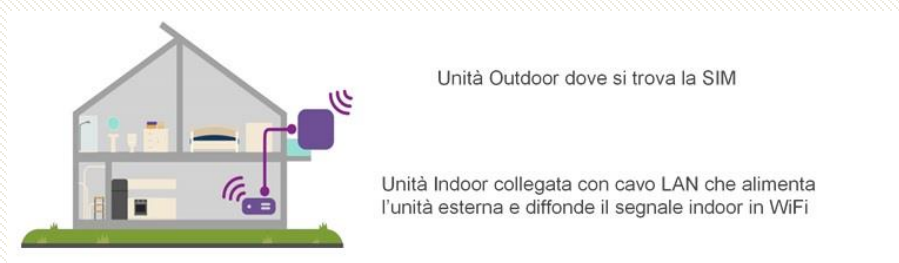 Unità Outdoor dove si trova la SIM
Unità Indoor collegata con cavo LAN che alimenta
l'unità esterna e diffonde il segnale indoor in WiFi